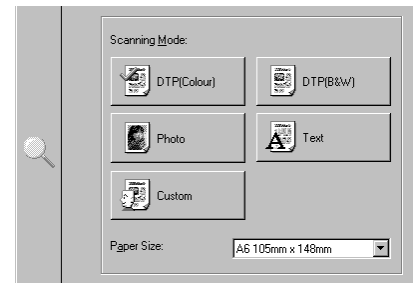 Scanning Mode:
DTP(Colour) DTP(B&W)
Photo Text
Custom
Paper Size: A6 105mm x 148mm